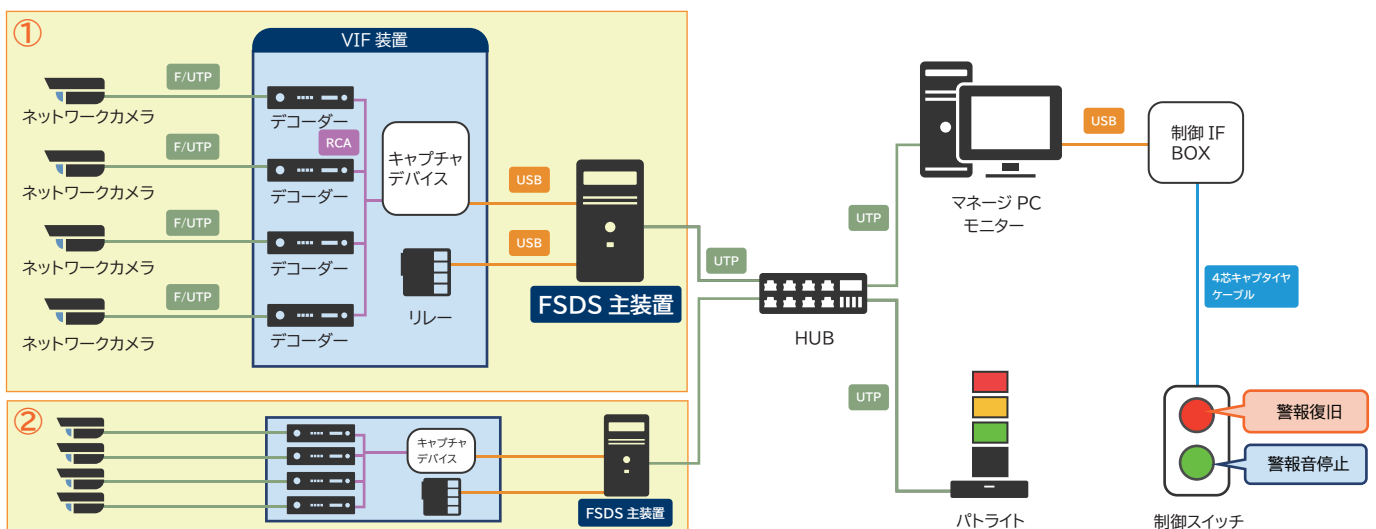 ①
VIF 装置
F/UTP
ネットワークカメラ
デコーダー
RCA
F/UTP
ネットワークカメラ
デコーダー
キャプチャ
デバイス
USB
F/UTP
ネットワークカメラ
デコーダー
USB
F/UTP
ネットワークカメラ
デコーダー
リレー
FSDS 主装置
②
キャプチャ
デバイス
FSDS 主装置
UTP
HUB
UTP
UTP
マネージ PC
モニター
USB
制御 IF
BOX
4芯キャブタイヤ
ケーブル
パトライト
警報復旧
警報音停止
制御スイッチ